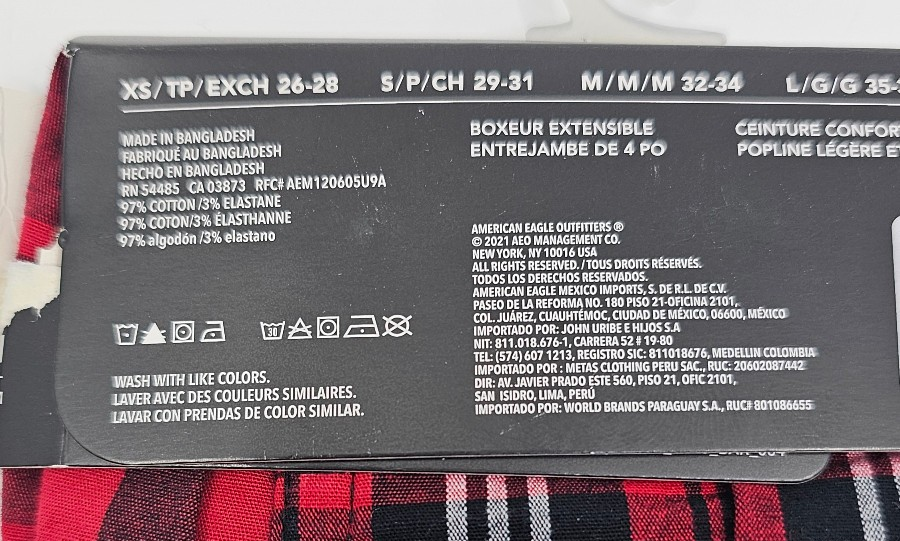 XS/TP/EXCH 26-28 S/P/CH 29-31 M/M/M 32-34 L/G/G 35-
MADE IN BANGLADESH
FABRIQUÉ AU BANGLADESH
HECHO EN BANGLADESH
RN 54485 CA 03873 RFC# AEM120605U9A
97% COTTON /3% ELASTANE
97% COTON/3% ÉLASTHANNE
97% algodón /3% elastano
BOXEUR EXTENSIBLE
ENTREJAMBE DE 4 PO
CEINTURE CONFOR
POPLINE LÉGÈRE ET
AMERICAN EAGLE OUTFITTERS ®
© 2021 AEO MANAGEMENT CO.
NEW YORK, NY 10016 USA
ALL RIGHTS RESERVED. / TOUS DROITS RÉSERVÉS.
TODOS LOS DERECHOS RESERVADOS.
AMERICAN EAGLE MEXICO IMPORTS, S. DE R.L. DE C.V.
PASEO DE LA REFORMA NO. 180 PISO 21-OFICINA 2101,
COL. JUÁREZ, CUAUHTÉMOC, CIUDAD DE MÉXICO, 06600, MÉXICO
IMPORTADO POR: JOHN URIBE E HIJOS S.A
NIT: 811.018.676-1, CARRERA 52 # 19-80
TEL: (574) 607 1213, REGISTRO SIC: 811018676, MEDELLIN COLOMBIA
IMPORTADO POR : METAS CLOTHING PERU SAC., RUC: 20602087442
DIR: AV. JAVIER PRADO ESTE 560, PISO 21, OFIC 2101,
SAN ISIDRO, LIMA, PERÚ
IMPORTADO POR: WORLD BRANDS PARAGUAY S.A., RUC# 801086655
30
WASH WITH LIKE COLORS.
LAVER AVEC DES COULEURS SIMILAIRES.
LAVAR CON PRENDAS DE COLOR SIMILAR.